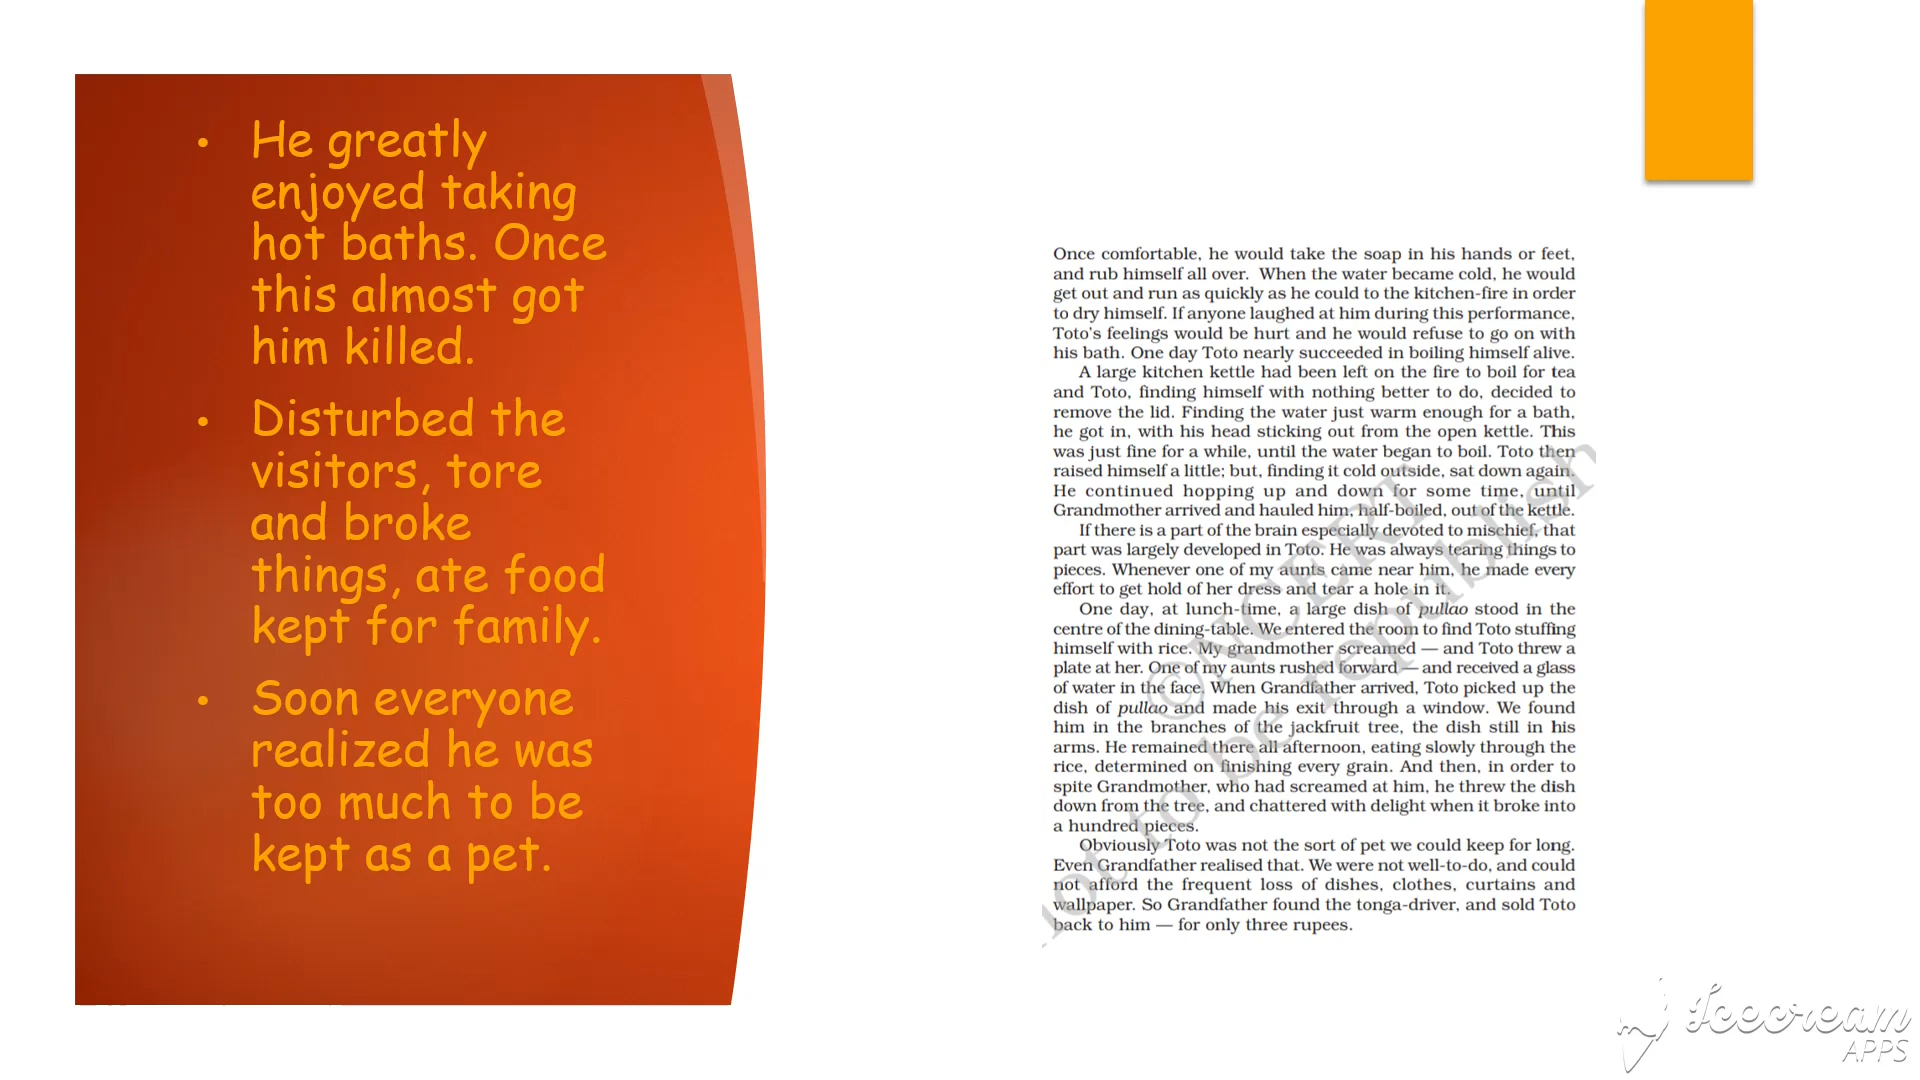 • He greatly
enjoyed taking
hot baths. Once
this almost got
him killed.
• Disturbed the
visitors, tore
and broke
things, ate food
kept for family.
• Soon everyone
realized he was
too much to be
kept as a pet.
Once comfortable, he would take the soap in his hands or feet,
and rub himself all over. When the water became cold, he would
get out and run as quickly as he could to the kitchen-fire in order
to dry himself. If anyone laughed at him during this performance,
Toto's feelings would be hurt and he would refuse to go on with
his bath. One day Toto nearly succeeded in boiling himself alive.
A large kitchen kettle had been left on the fire to boil for tea
and Toto, finding himself with nothing better to do, decided to
remove the lid. Finding the water just warm enough for a bath,
he got in, with his head sticking out from the open kettle. This
was just fine for a while, until the water began to boil. Toto then
raised himself a little; but, finding it cold outside, sat down again.
He continued hopping up and down for some time, until
Grandmother arrived and hauled him, half-boiled, out of the kettle.
If there is a part of the brain especially devoted to mischief, that
part was largely developed in Toto. He was always tearing things to
pieces. Whenever one of my aunts came near him, he made every
effort to get hold of her dress and tear a hole in it.
One day, at lunch-time, a large dish of pullao stood in the
centre of the dining-table. We entered the room to find Toto stuffing
himself with rice. My grandmother screamed — and Toto threw a
plate at her. One of my aunts rushed forward — and received a glass
of water in the face. When Grandfather arrived, Toto picked up the
dish of pullao and made his exit through a window. We found
him in the branches of the jackfruit tree, the dish still in his
arms. He remained there all afternoon, eating slowly through the
rice, determined on finishing every grain. And then, in order to
spite Grandmother, who had screamed at him, he threw the dish
down from the tree, and chattered with delight when it broke into
a hundred pieces.
Obviously Toto was not the sort of pet we could keep for long.
Even Grandfather realised that. We were not well-to-do, and could
not afford the frequent loss of dishes, clothes, curtains and
wallpaper. So Grandfather found the tonga-driver, and sold Toto
back to him — for only three rupees.
©NCERT
not to be republish
Icecream
APPS